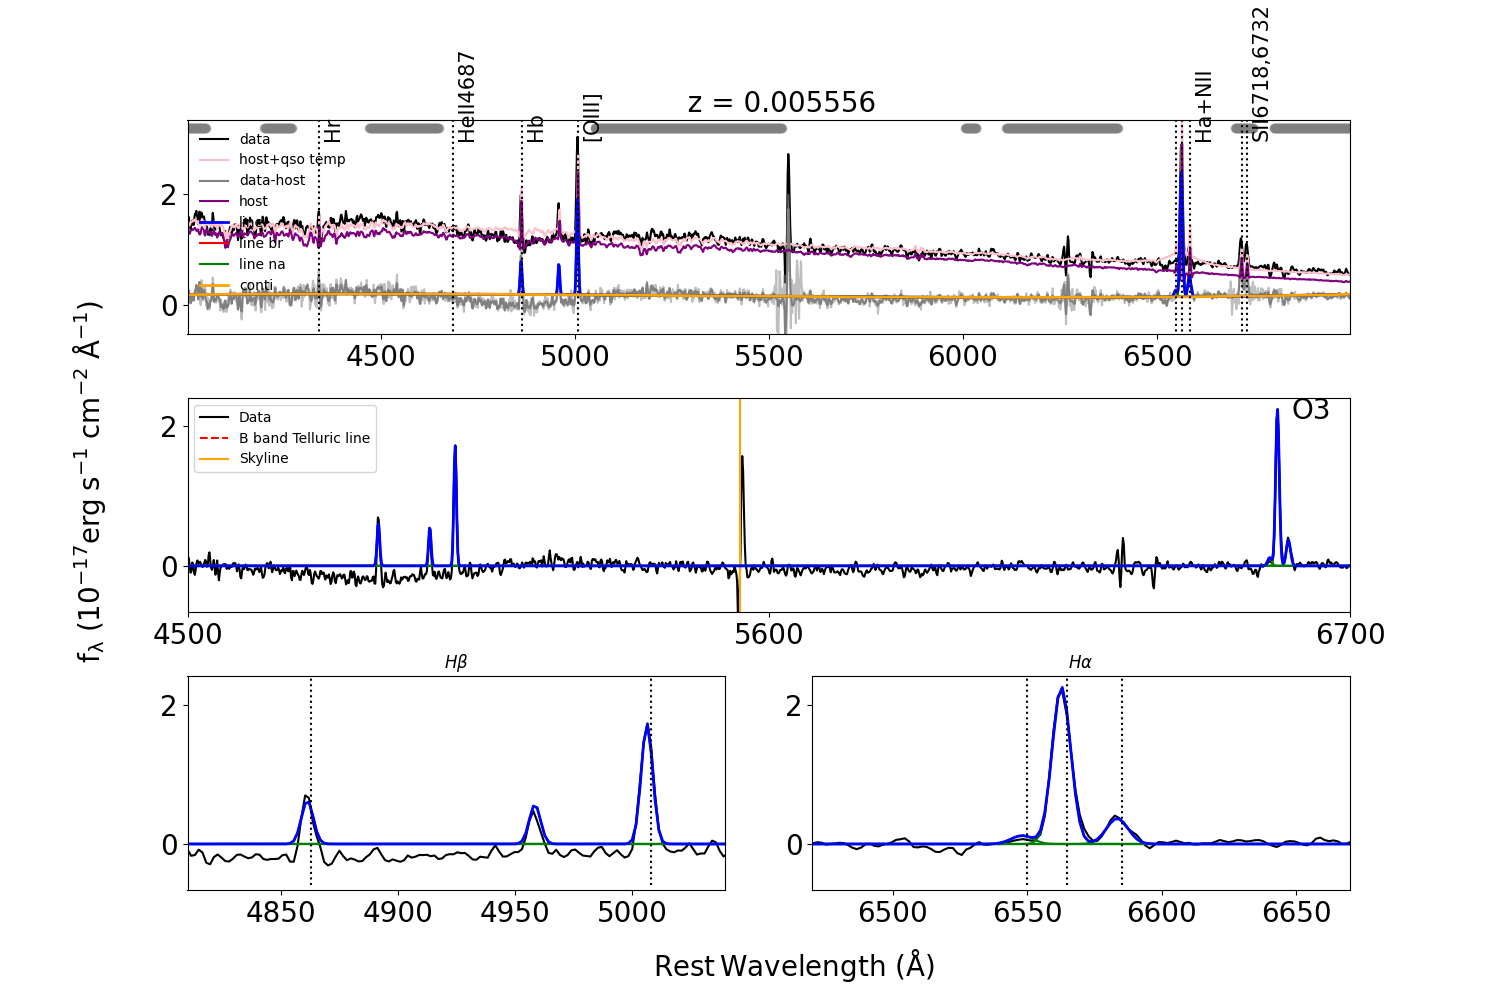 z = 0.005556
Hr
HeII4687
Hb
[OIII]
Ha+NII
SII6718,6732
data
host+qso temp
data-host
host
line br
line na
conti
2
0
4500 5000 5500 6000 6500
O3
Data
B band Telluric line
Skyline
2
0
4500 5600 6700
fλ (10⁻¹⁷erg s⁻¹ cm⁻² Å⁻¹)
Hβ
2
0
4850 4900 4950 5000
Hα
2
0
6500 6550 6600 6650
Rest Wavelength (Å)